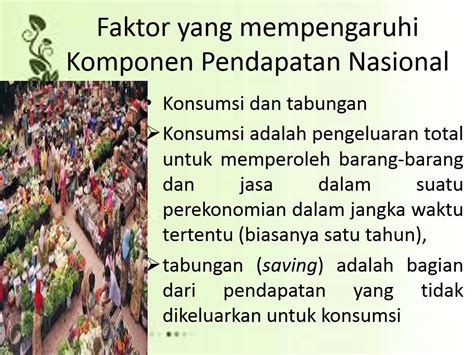 Faktor yang mempengaruhi
Komponen Pendapatan Nasional
• Konsumsi dan tabungan
➢Konsumsi adalah pengeluaran total
untuk memperoleh barang-barang
dan jasa dalam suatu
perekonomian dalam jangka waktu
tertentu (biasanya satu tahun),
➢tabungan (saving) adalah bagian
dari pendapatan yang tidak
dikeluarkan untuk konsumsi